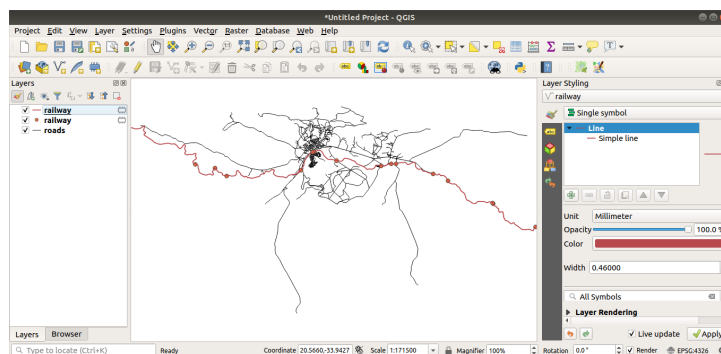 *Untitled Project - QGIS
Project Edit View Layer Settings Plugins Vector Raster Database Web Help
Layers
railway
railway
roads
Layers Browser
Layer Styling
railway
Single symbol
Line
Simple line
Unit Millimeter
Opacity 100.0
Color
Width 0.46000
All Symbols
Layer Rendering
Live update Apply
Type to locate (Ctrl+K) Ready Coordinate 20.5660,-33.9427 Scale 1:171500 Magnifier 100% Rotation 0.0° Render EPSG:4326